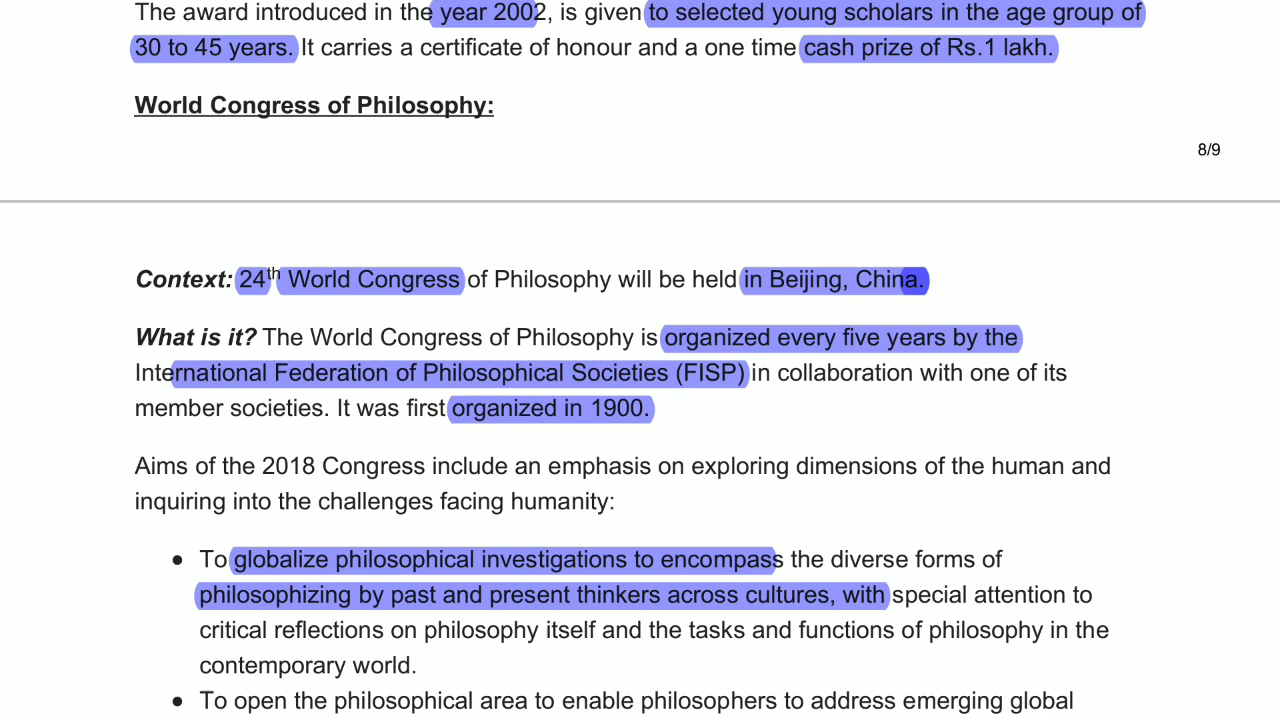 The award introduced in the year 2002, is given to selected young scholars in the age group of
30 to 45 years. It carries a certificate of honour and a one time cash prize of Rs.1 lakh.
World Congress of Philosophy:
8/9
Context: 24th World Congress of Philosophy will be held in Beijing, China.
What is it? The World Congress of Philosophy is organized every five years by the
International Federation of Philosophical Societies (FISP) in collaboration with one of its
member societies. It was first organized in 1900.
Aims of the 2018 Congress include an emphasis on exploring dimensions of the human and
inquiring into the challenges facing humanity:
● To globalize philosophical investigations to encompass the diverse forms of
philosophizing by past and present thinkers across cultures, with special attention to
critical reflections on philosophy itself and the tasks and functions of philosophy in the
contemporary world.
● To open the philosophical area to enable philosophers to address emerging global